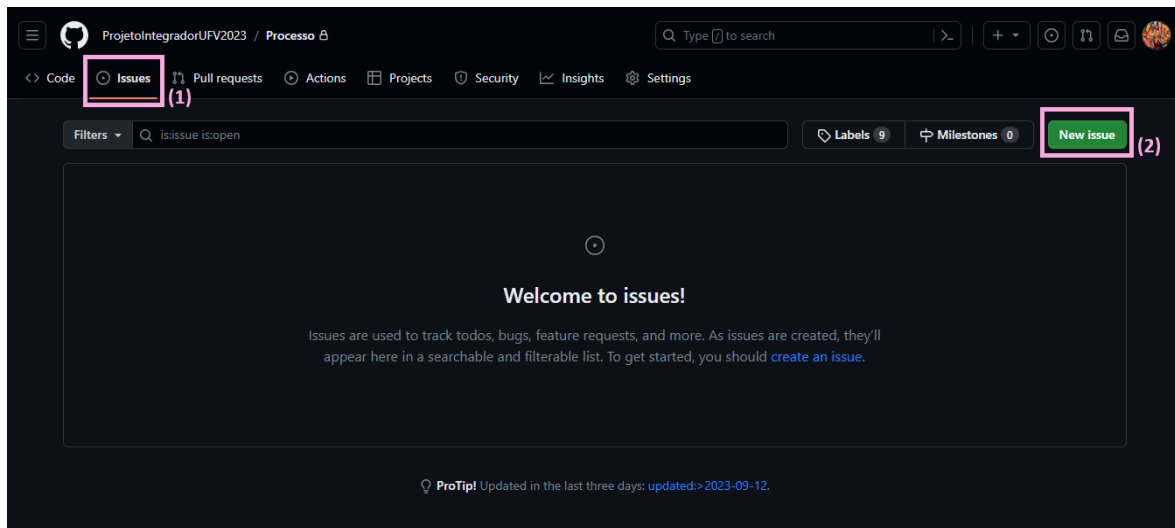 ProjetoIntegradorUFV2023 / Processo
Type / to search
Code Issues Pull requests Actions Projects Security Insights Settings
(1)
Filters is:issue is:open Labels 9 Milestones 0 New issue
(2)
Welcome to issues!
Issues are used to track todos, bugs, feature requests, and more. As issues are created, they'll
appear here in a searchable and filterable list. To get started, you should create an issue.
ProTip! Updated in the last three days: updated:>2023-09-12.